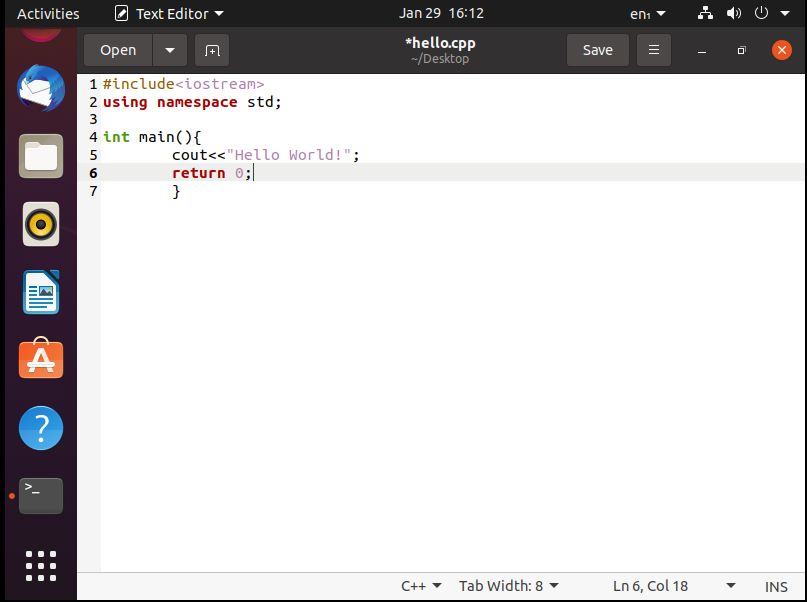 Activities Text Editor Jan 29 16:12 en₁
Open *hello.cpp Save
~/Desktop
1 #include<iostream>
2 using namespace std;
3
4 int main(){
5 cout<<"Hello World!";
6 return 0;
7 }
>_
?
C++ Tab Width: 8 Ln 6, Col 18 INS